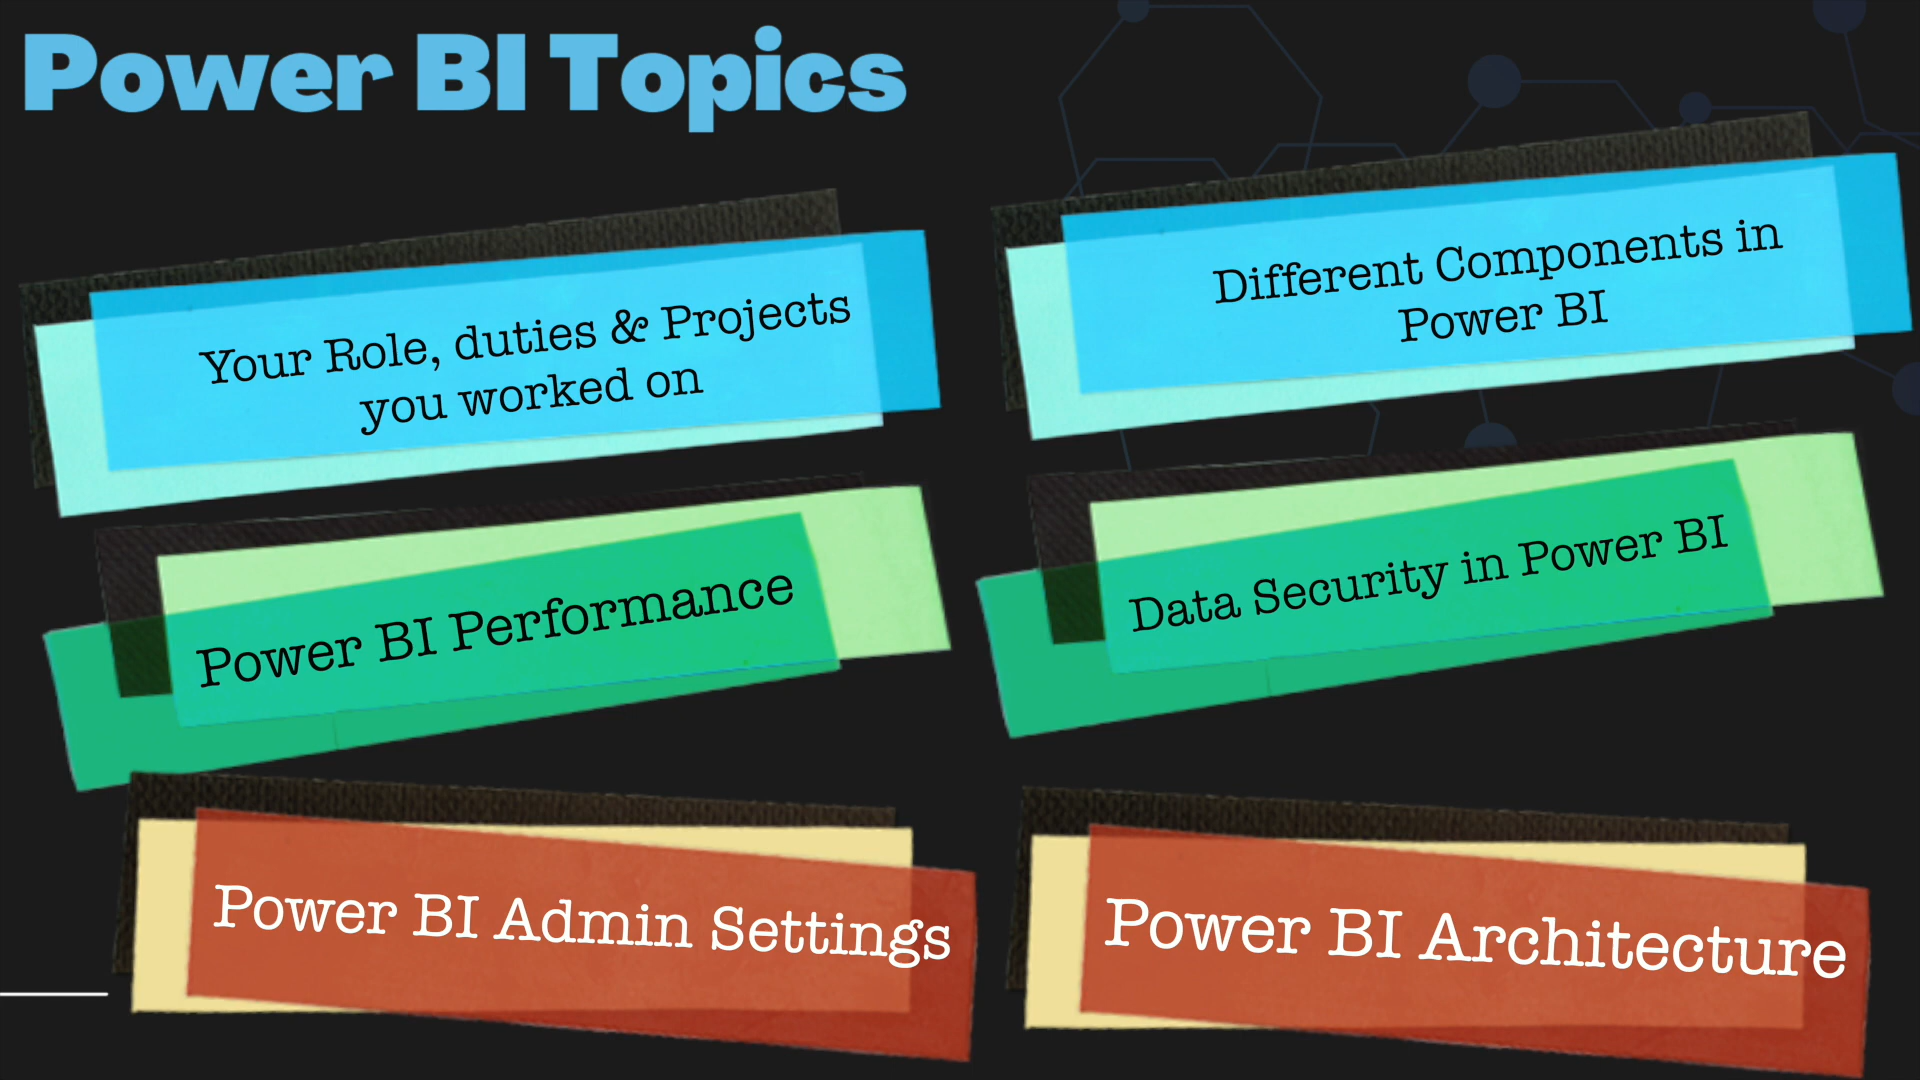 Power BI Topics
Your Role, duties & Projects
you worked on
Different Components in
Power BI
Power BI Performance
Data Security in Power BI
Power BI Admin Settings
Power BI Architecture